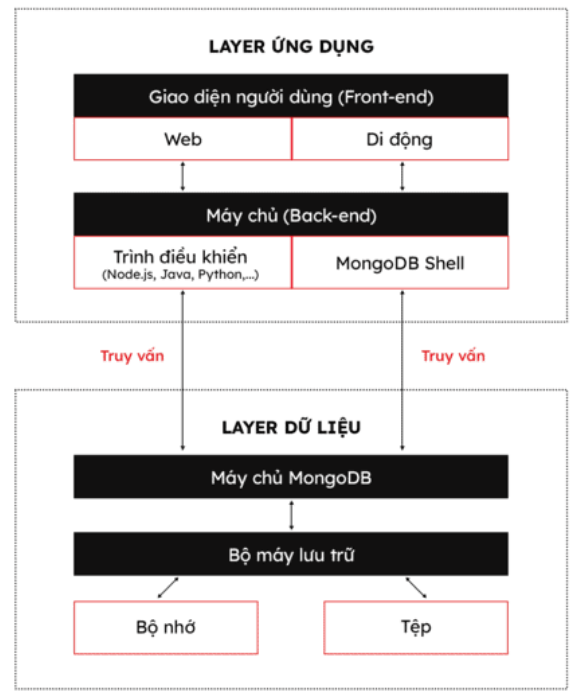 LAYER ỨNG DỤNG
Giao diện người dùng (Front-end)
Web
Di động
Máy chủ (Back-end)
Trình điều khiển
(Node.js, Java, Python,...)
MongoDB Shell
Truy vấn
Truy vấn
LAYER DỮ LIỆU
Máy chủ MongoDB
Bộ máy lưu trữ
Bộ nhớ
Tệp